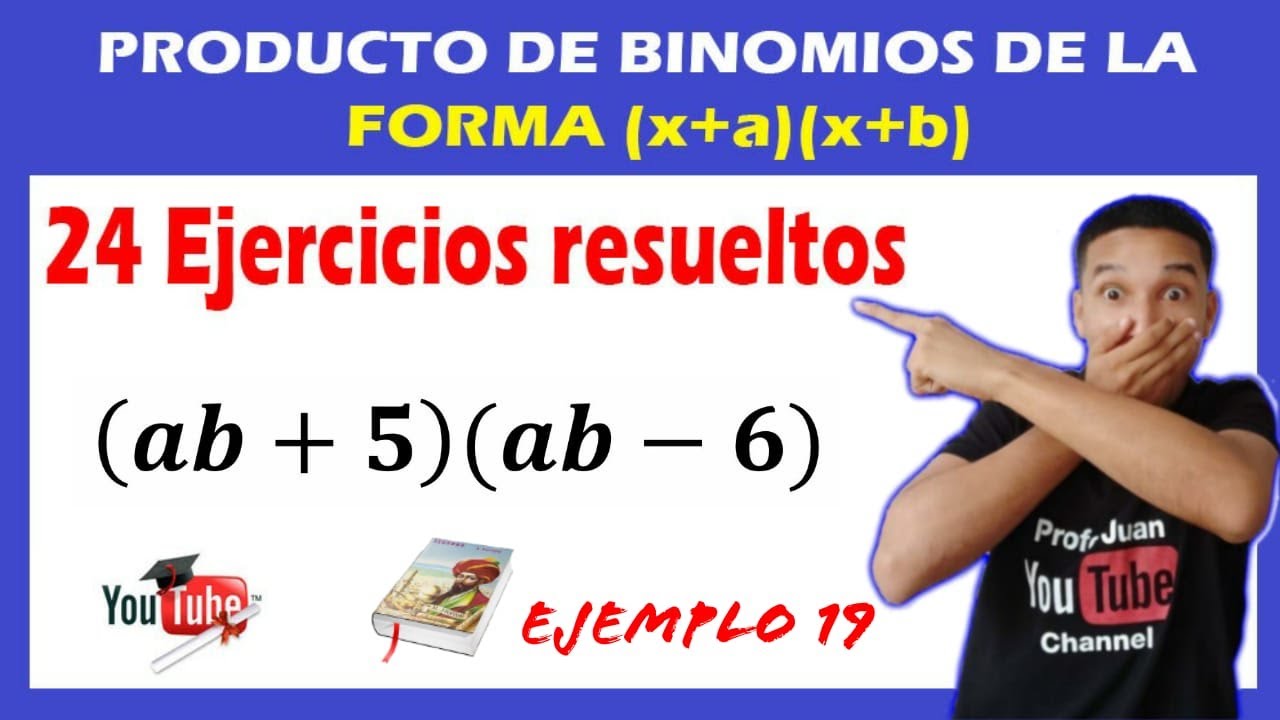 PRODUCTO DE BINOMIOS DE LA
FORMA (x+a)(x+b)
24 Ejercicios resueltos
(ab + 5)(ab − 6)
YouTube™
EJEMPLO 19
Profr Juan
YouTube
Channel